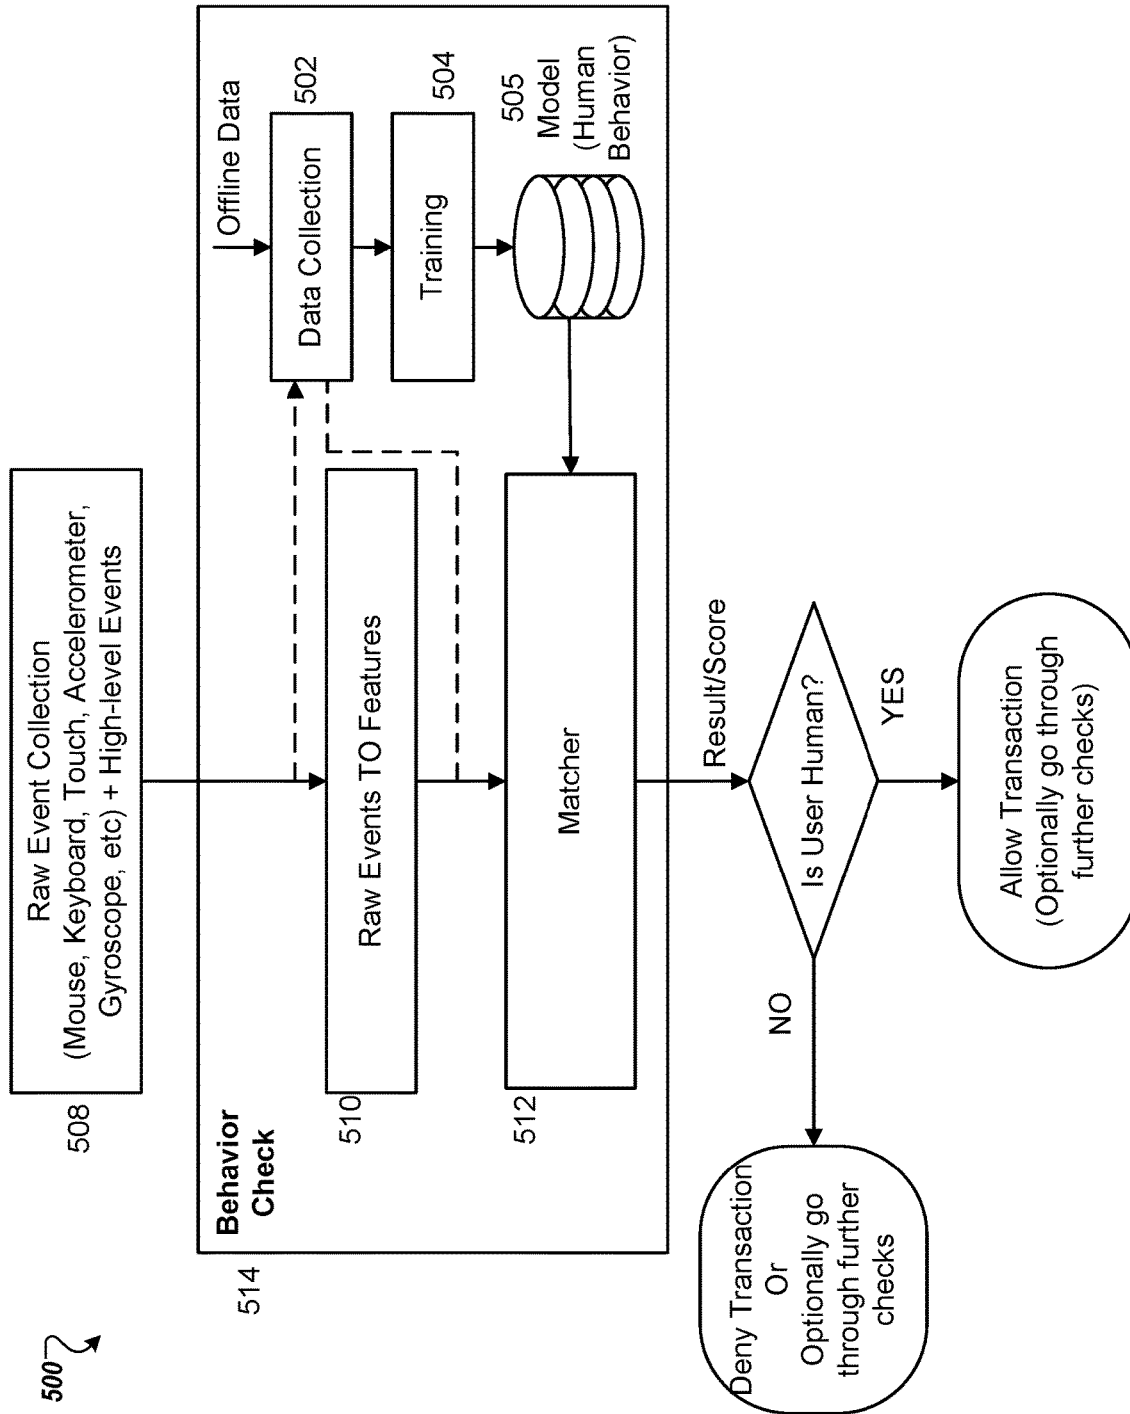 500
508
Raw Event Collection
(Mouse, Keyboard, Touch, Accelerometer,
Gyroscope, etc) + High-level Events
514
Behavior
Check
Offline Data
502
Data Collection
504
Training
505
Model
(Human
Behavior)
510
Raw Events TO Features
512
Matcher
Result/Score
Is User Human?
NO
YES
Deny Transaction
Or
Optionally go
through further
checks
Allow Transaction
(Optionally go through
further checks)